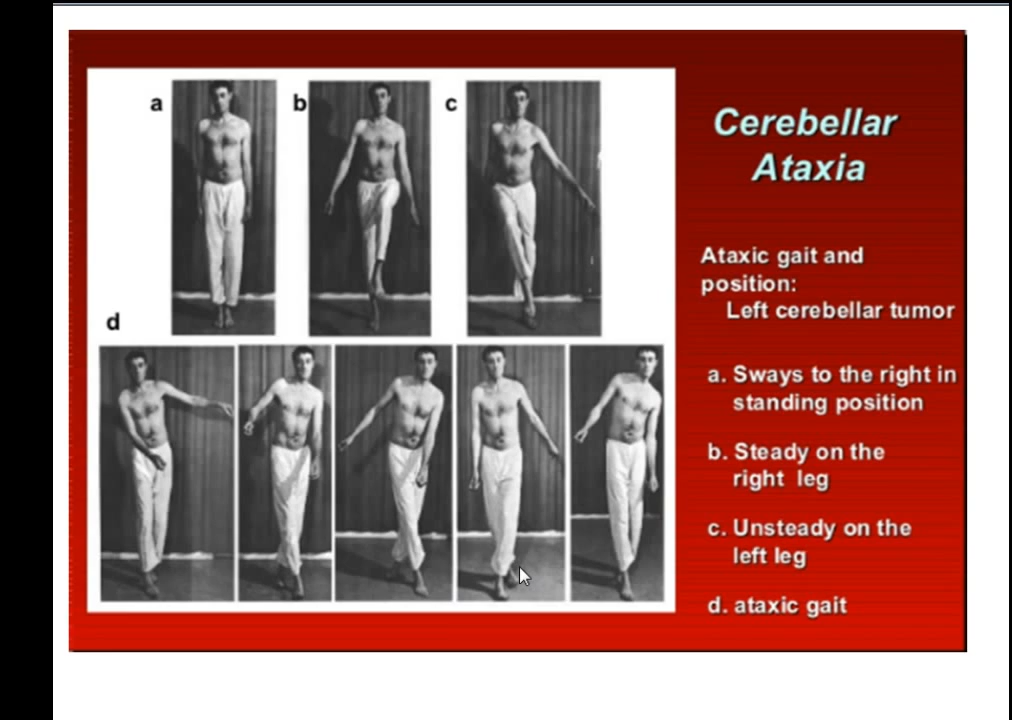 a
b
c
d
Cerebellar
Ataxia
Ataxic gait and
position:
Left cerebellar tumor
a. Sways to the right in
standing position
b. Steady on the
right leg
c. Unsteady on the
left leg
d. ataxic gait